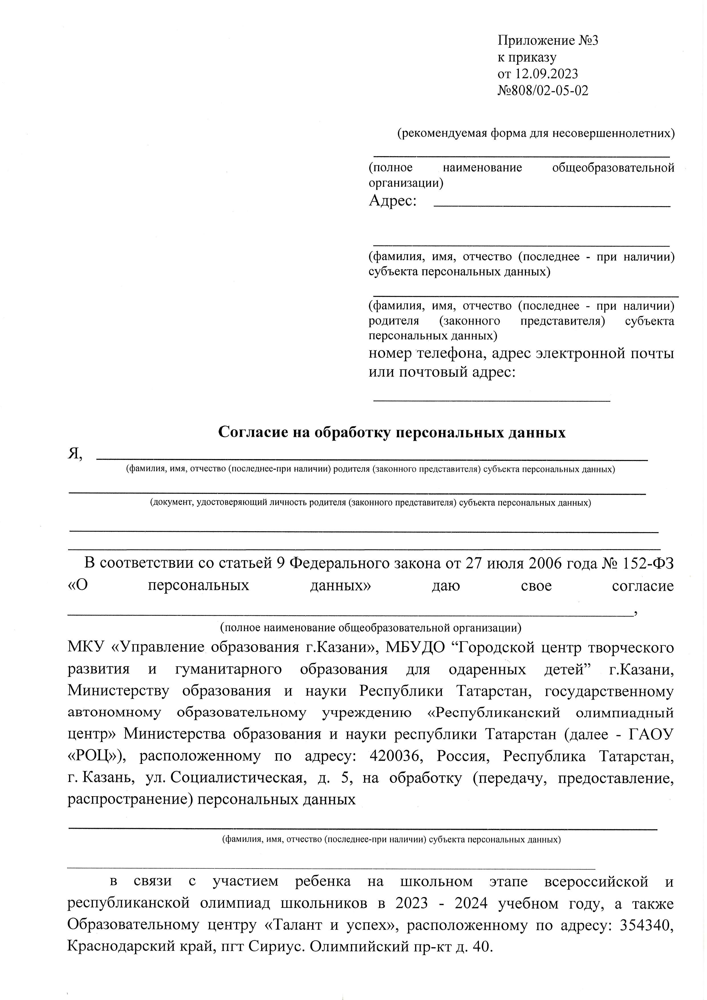 Приложение №3
к приказу
от 12.09.2023
№808/02-05-02
(рекомендуемая форма для несовершеннолетних)
(полное наименование общеобразовательной
организации)
Адрес:
(фамилия, имя, отчество (последнее - при наличии)
субъекта персональных данных)
(фамилия, имя, отчество (последнее - при наличии)
родителя (законного представителя) субъекта
персональных данных)
номер телефона, адрес электронной почты
или почтовый адрес:
Согласие на обработку персональных данных
Я,
(фамилия, имя, отчество (последнее-при наличии) родителя (законного представителя) субъекта персональных данных)
(документ, удостоверяющий личность родителя (законного представителя) субъекта персональных данных)
В соответствии со статьей 9 Федерального закона от 27 июля 2006 года № 152-ФЗ
«О персональных данных» даю свое согласие
,
(полное наименование общеобразовательной организации)
МКУ «Управление образования г.Казани», МБУДО “Городской центр творческого
развития и гуманитарного образования для одаренных детей” г.Казани,
Министерству образования и науки Республики Татарстан, государственному
автономному образовательному учреждению «Республиканский олимпиадный
центр» Министерства образования и науки республики Татарстан (далее - ГАОУ
«РОЦ»), расположенному по адресу: 420036, Россия, Республика Татарстан,
г. Казань, ул. Социалистическая, д. 5, на обработку (передачу, предоставление,
распространение) персональных данных
(фамилия, имя, отчество (последнее-при наличии) субъекта персональных данных)
в связи с участием ребенка на школьном этапе всероссийской и
республиканской олимпиад школьников в 2023 - 2024 учебном году, а также
Образовательному центру «Талант и успех», расположенному по адресу: 354340,
Краснодарский край, пгт Сириус. Олимпийский пр-кт д. 40.